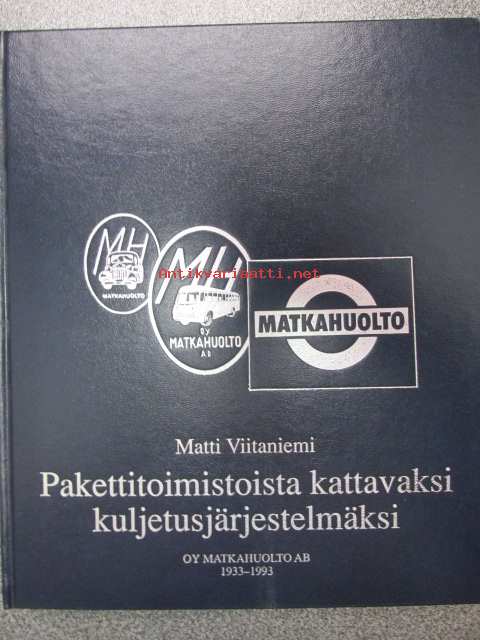 MH
MATKAHUOLTO
MH
OY
MATKAHUOLTO
AB
MATKAHUOLTO
Antikvariaatti.net
Matti Viitaniemi
Pakettitoimistoista kattavaksi
kuljetusjärjestelmäksi
OY MATKAHUOLTO AB
1933–1993